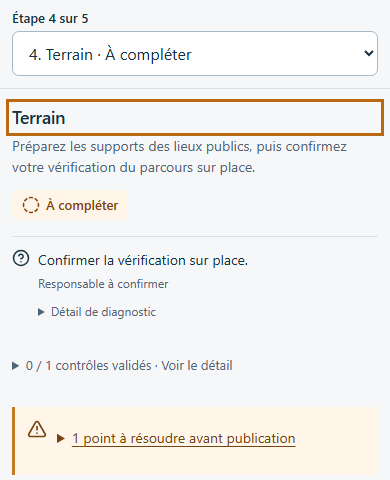 Étape 4 sur 5
4. Terrain · À compléter
Terrain
Préparez les supports des lieux publics, puis confirmez
votre vérification du parcours sur place.
À compléter
Confirmer la vérification sur place.
Responsable à confirmer
Détail de diagnostic
0 / 1 contrôles validés · Voir le détail
1 point à résoudre avant publication